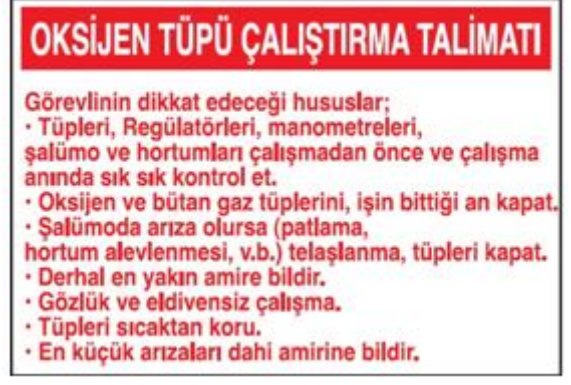 OKSİJEN TÜPÜ ÇALIŞTIRMA TALİMATI
Görevlinin dikkat edeceği hususlar;
· Tüpleri, Regülatörleri, manometreleri,
şalümo ve hortumları çalışmadan önce ve çalışma
anında sık sık kontrol et.
· Oksijen ve bütan gaz tüplerini, işin bittiği an kapat.
· Şalümoda arıza olursa (patlama,
hortum alevlenmesi, v.b.) telaşlanma, tüpleri kapat.
· Derhal en yakın amire bildir.
· Gözlük ve eldivensiz çalışma.
· Tüpleri sıcaktan koru.
· En küçük arızaları dahi amirine bildir.